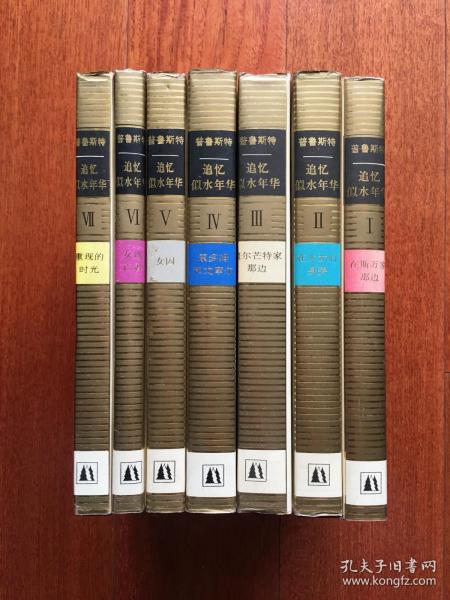 普鲁斯特
追忆
似水年华
VII
重现的
时光
普鲁斯特
追忆
似水年华
VI
普鲁斯特
追忆
似水年华
V
女囚
普鲁斯特
追忆
似水年华
IV
普鲁斯特
追忆
似水年华
III
盖尔芒特家
那边
普鲁斯特
追忆
似水年华
II
普鲁斯特
追忆
似水年华
I
在斯万家
那边
孔夫子旧书网
www.kongfz.com